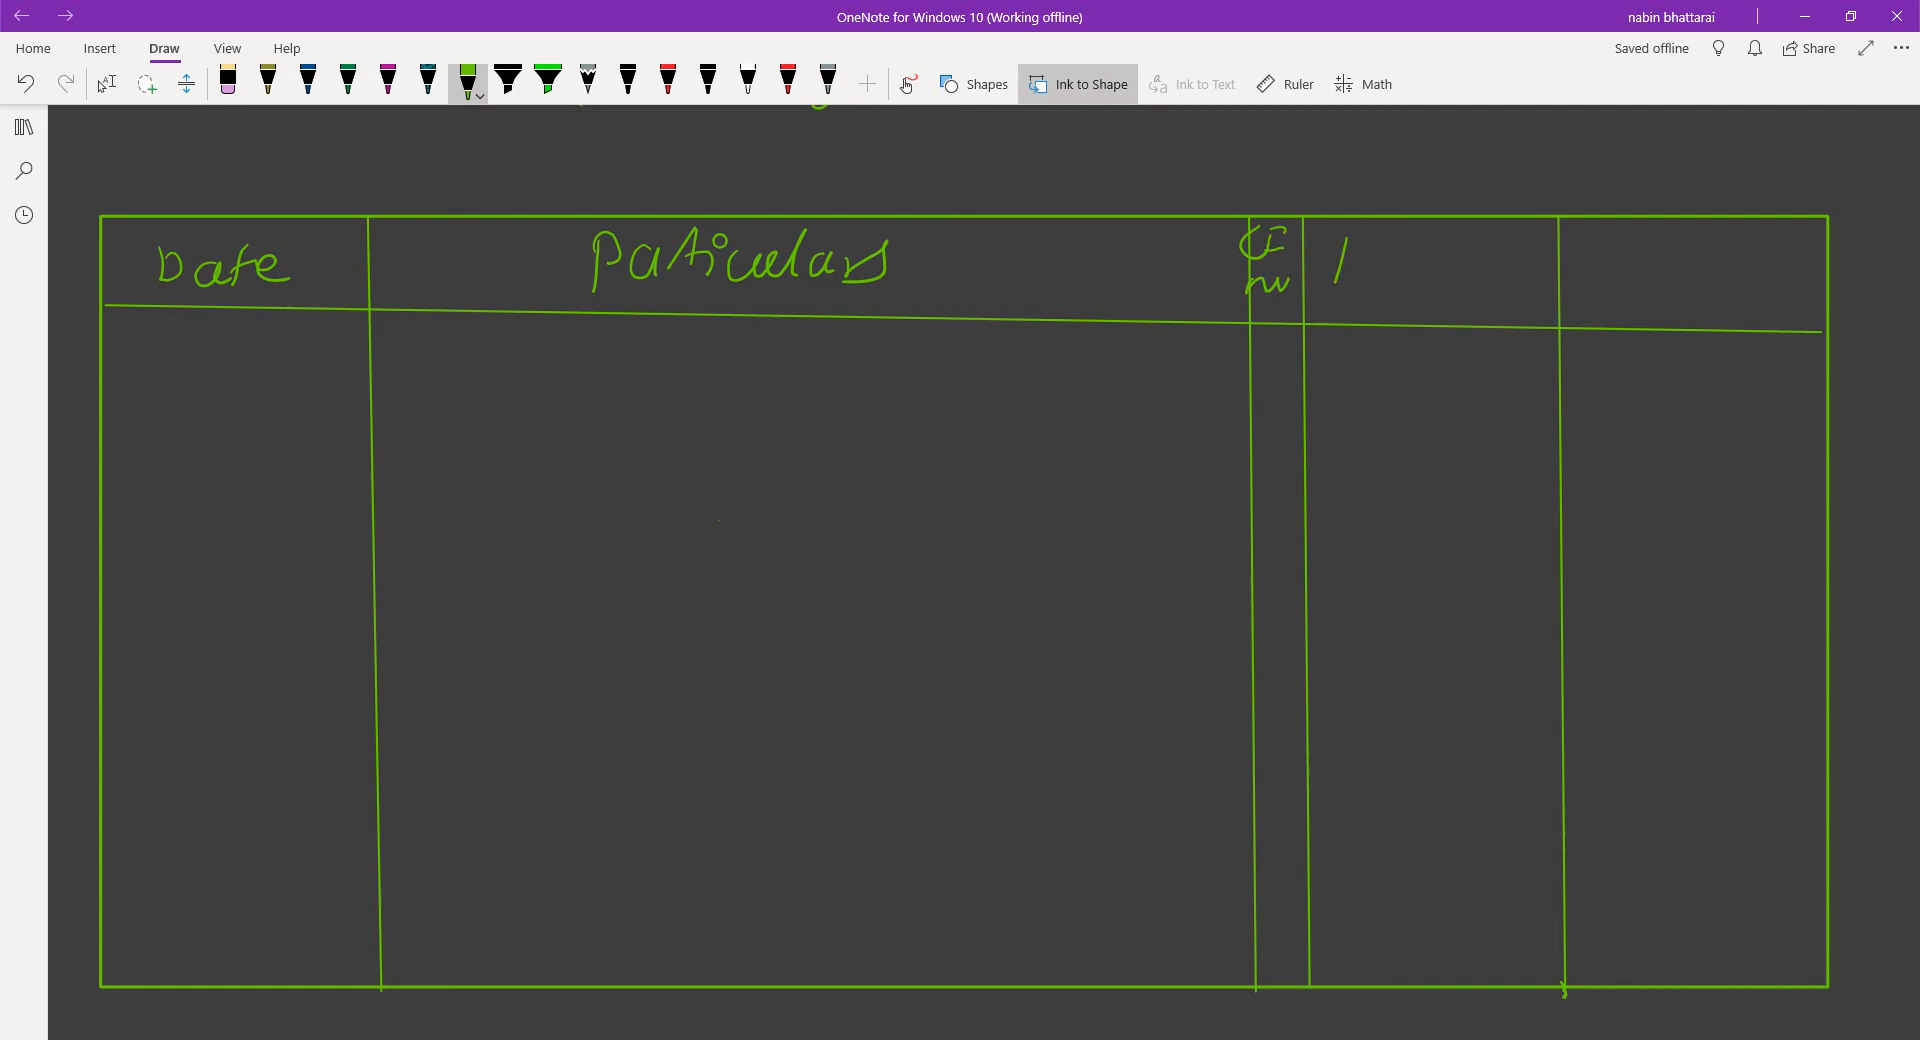 OneNote for Windows 10 (Working offline)
nabin bhattarai
Home Insert Draw View Help
Saved offline Share
Shapes Ink to Shape Ink to Text Ruler Math
Date Paticulars